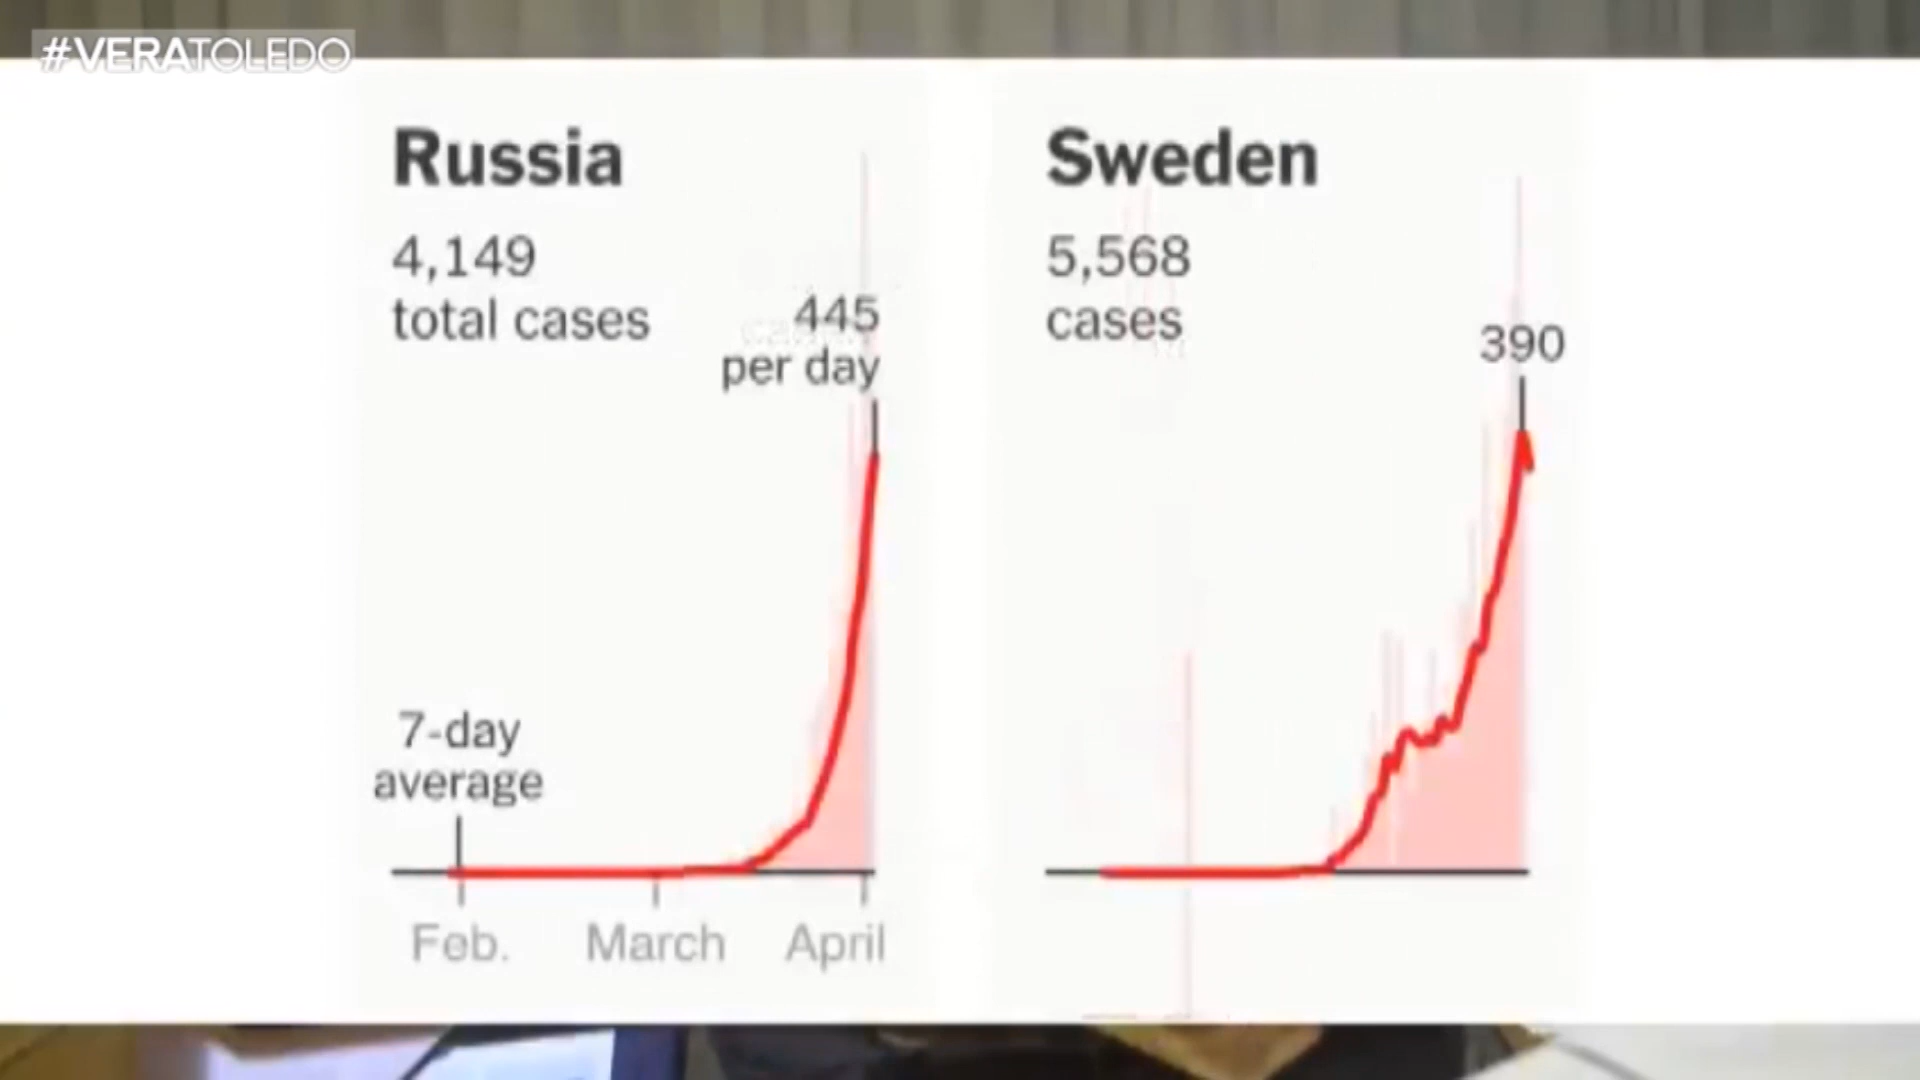 #VERATOLEDO
Russia
4,149
total cases
445
per day
7-day
average
Feb. March April
Sweden
5,568
cases
390